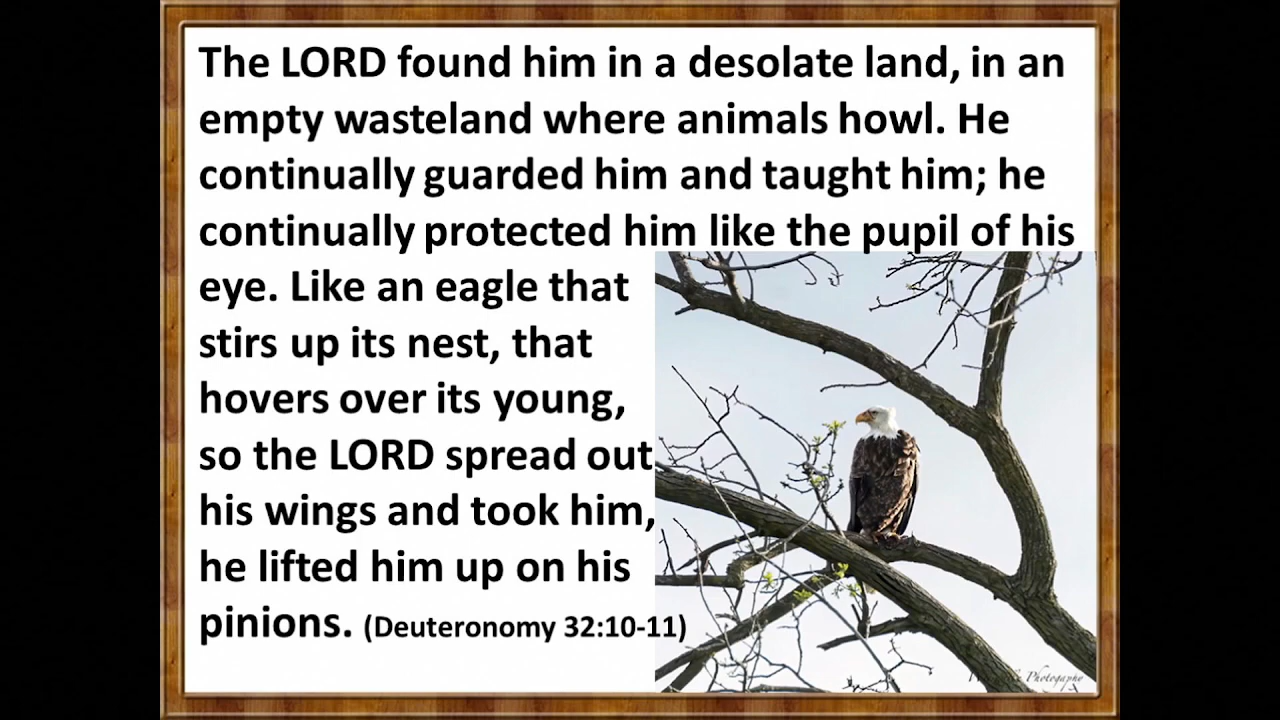 The LORD found him in a desolate land, in an
empty wasteland where animals howl. He
continually guarded him and taught him; he
continually protected him like the pupil of his
eye. Like an eagle that
stirs up its nest, that
hovers over its young,
so the LORD spread out
his wings and took him,
he lifted him up on his
pinions. (Deuteronomy 32:10-11)
Photography